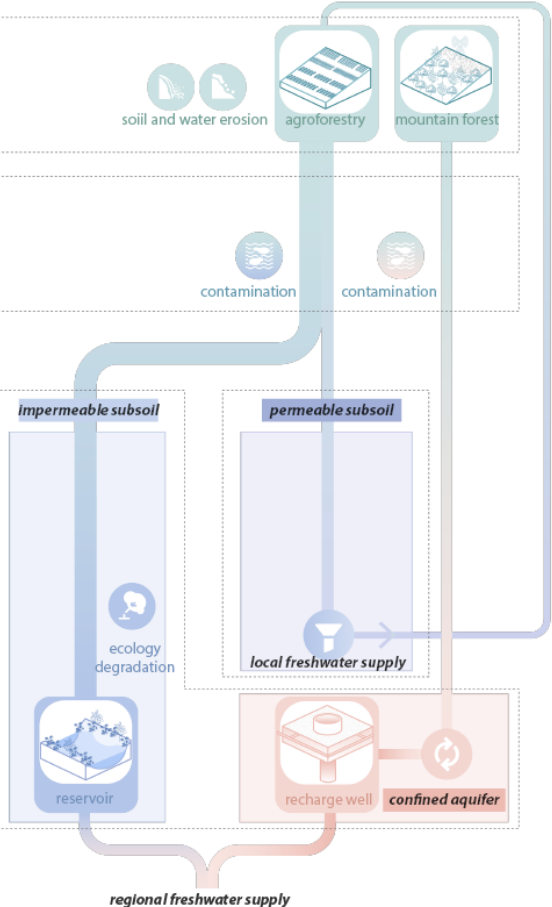 soiil and water erosion
agroforestry
mountain forest
contamination
contamination
impermeable subsoil
permeable subsoil
ecology
degradation
local freshwater supply
reservoir
recharge well
confined aquifer
regional freshwater supply